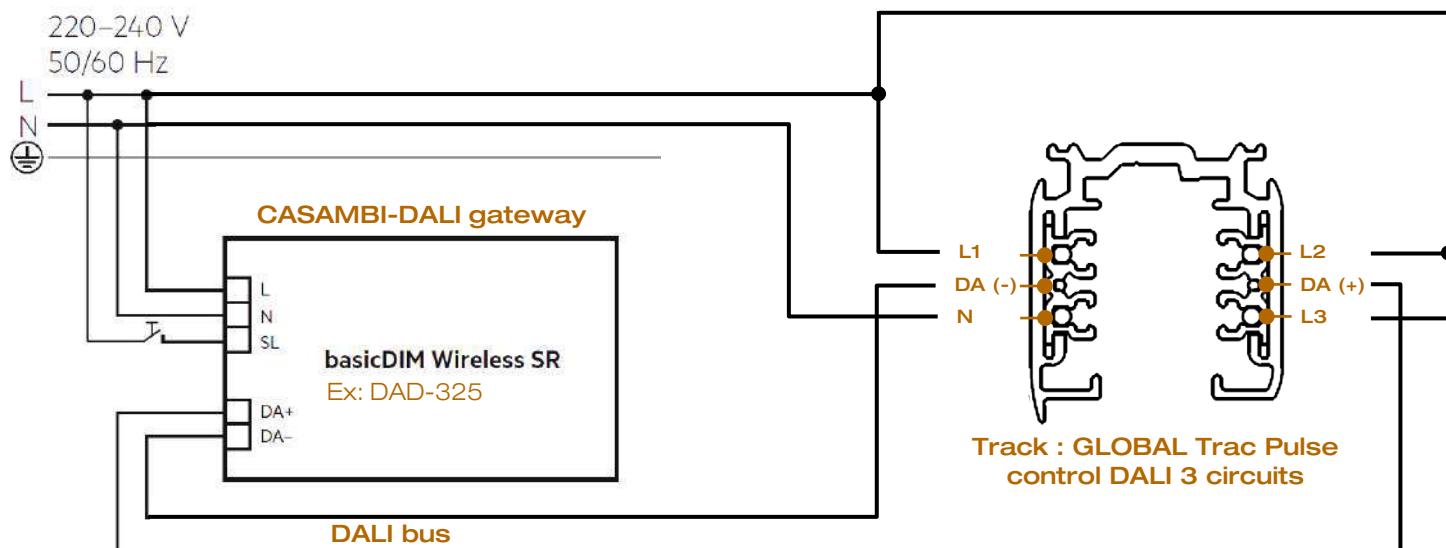 220–240 V
50/60 Hz
L
N
CASAMBI-DALI gateway
L
N
SL
basicDIM Wireless SR
Ex: DAD-325
DA+
DA–
DALI bus
L1
DA (-)
N
L2
DA (+)
L3
Track : GLOBAL Trac Pulse
control DALI 3 circuits